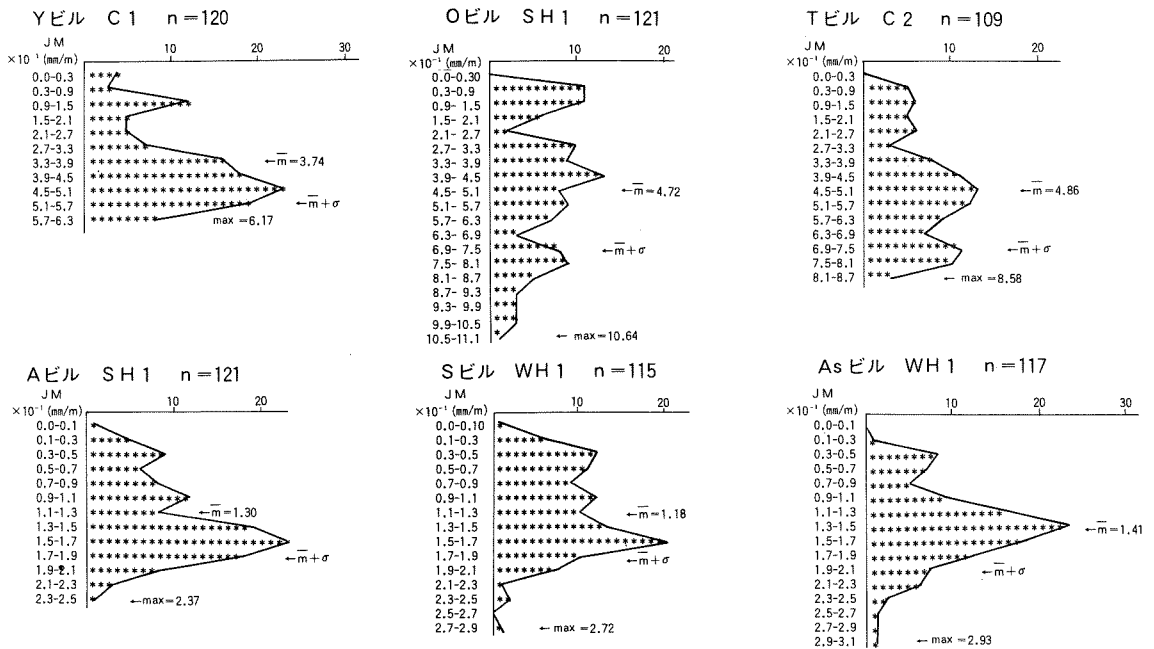 Yビル C1 n=120
JM
×10⁻¹(mm/m)
10 20 30
0.0-0.3
0.3-0.9
0.9-1.5
1.5-2.1
2.1-2.7
2.7-3.3
3.3-3.9 ←m̄=3.74
3.9-4.5
4.5-5.1
5.1-5.7 ←m̄+σ
5.7-6.3 max=6.17
Oビル SH1 n=121
JM
×10⁻¹(mm/m)
10 20
0.0-0.30
0.3-0.9
0.9-1.5
1.5-2.1
2.1-2.7
2.7-3.3
3.3-3.9
3.9-4.5
4.5-5.1 ←m̄=4.72
5.1-5.7
5.7-6.3
6.3-6.9
6.9-7.5 ←m̄+σ
7.5-8.1
8.1-8.7
8.7-9.3
9.3-9.9
9.9-10.5
10.5-11.1 ←max=10.64
Tビル C2 n=109
JM
×10⁻¹(mm/m)
10 20
0.0-0.3
0.3-0.9
0.9-1.5
1.5-2.1
2.1-2.7
2.7-3.3
3.3-3.9
3.9-4.5
4.5-5.1 ←m̄=4.86
5.1-5.7
5.7-6.3
6.3-6.9
6.9-7.5 ←m̄+σ
7.5-8.1
8.1-8.7 ←max=8.58
Aビル SH1 n=121
JM
×10⁻¹(mm/m)
10 20
0.0-0.1
0.1-0.3
0.3-0.5
0.5-0.7
0.7-0.9
0.9-1.1
1.1-1.3 ←m̄=1.30
1.3-1.5
1.5-1.7
1.7-1.9 ←m̄+σ
1.9-2.1
2.1-2.3
2.3-2.5 ←max=2.37
Sビル WH1 n=115
JM
×10⁻¹(mm/m)
10 20
0.0-0.10
0.1-0.3
0.3-0.5
0.5-0.7
0.7-0.9
0.9-1.1
1.1-1.3 ←m̄=1.18
1.3-1.5
1.5-1.7
1.7-1.9 ←m̄+σ
1.9-2.1
2.1-2.3
2.3-2.5
2.5-2.7
2.7-2.9 ←max=2.72
Asビル WH1 n=117
JM
×10⁻¹(mm/m)
10 20 30
0.0-0.1
0.1-0.3
0.3-0.5
0.5-0.7
0.7-0.9
0.9-1.1
1.1-1.3
1.3-1.5 ←m̄=1.41
1.5-1.7
1.7-1.9
1.9-2.1 ←m̄+σ
2.1-2.3
2.3-2.5
2.5-2.7
2.7-2.9
2.9-3.1 ←max=2.93